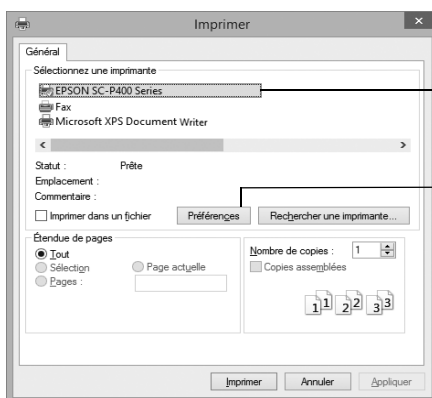 Imprimer
Général
Sélectionnez une imprimante
EPSON SC-P400 Series
Fax
Microsoft XPS Document Writer
Statut : Prête
Emplacement :
Commentaire :
Imprimer dans un fichier Préférences Rechercher une imprimante...
Étendue de pages
Tout
Sélection Page actuelle
Pages :
Nombre de copies : 1
Copies assemblées
1 1 2 2 3 3
Imprimer Annuler Appliquer